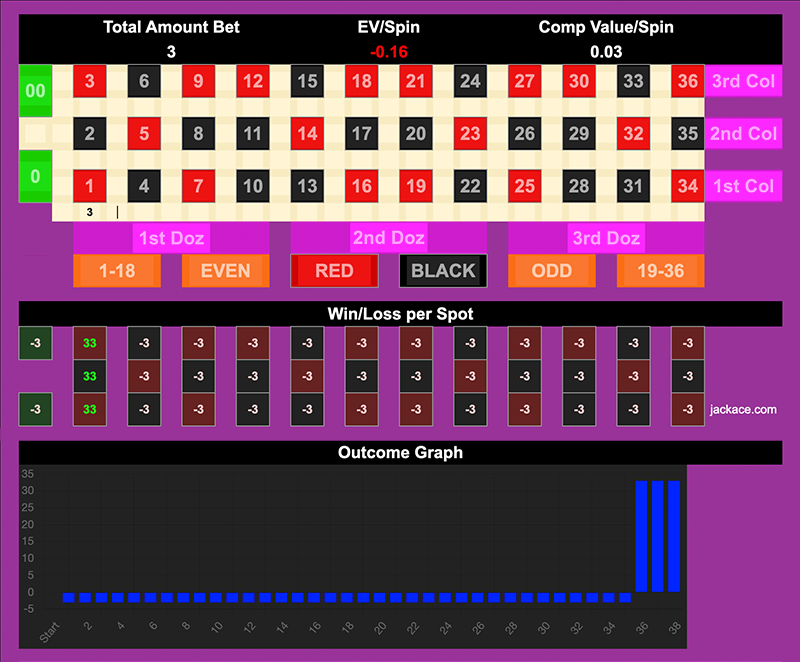 Total Amount Bet EV/Spin Comp Value/Spin
3 -0.16 0.03
00 3 6 9 12 15 18 21 24 27 30 33 36 3rd Col
2 5 8 11 14 17 20 23 26 29 32 35 2nd Col
0 1 4 7 10 13 16 19 22 25 28 31 34 1st Col
3
1st Doz 2nd Doz 3rd Doz
1-18 EVEN RED BLACK ODD 19-36
Win/Loss per Spot
-3 33 -3 -3 -3 -3 -3 -3 -3 -3 -3 -3 -3
33 -3 -3 -3 -3 -3 -3 -3 -3 -3 -3 -3
-3 33 -3 -3 -3 -3 -3 -3 -3 -3 -3 -3 -3 jackace.com
Outcome Graph
35
30
25
20
15
10
5
0
-5
Start 2 4 6 8 10 12 14 16 18 20 22 24 26 28 30 32 34 36 38